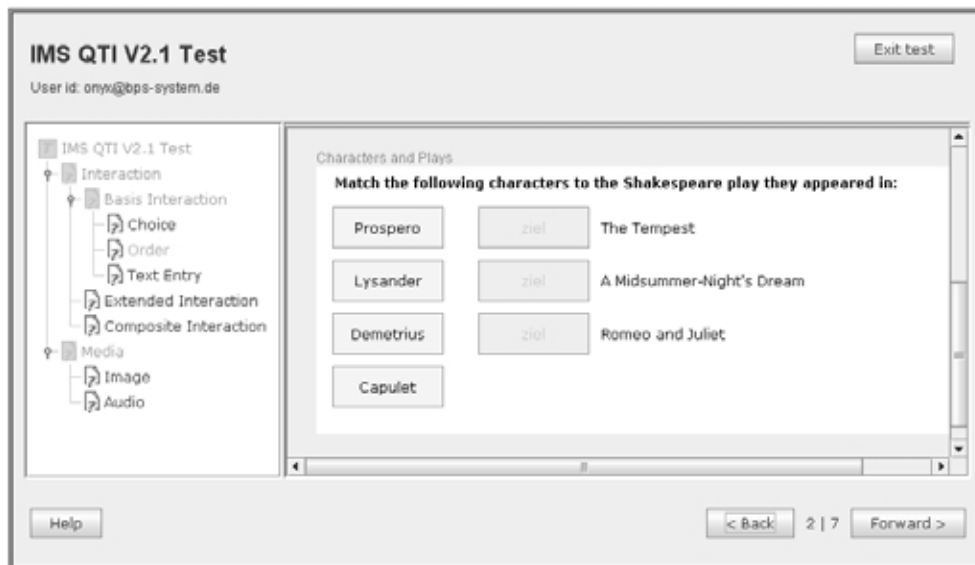 IMS QTI V2.1 Test
Exit test
User id: onyx@bps-system.de
IMS QTI V2.1 Test
Interaction
Basis Interaction
Choice
Order
Text Entry
Extended Interaction
Composite Interaction
Media
Image
Audio
Characters and Plays
Match the following characters to the Shakespeare play they appeared in:
Prospero ziel The Tempest
Lysander ziel A Midsummer-Night's Dream
Demetrius ziel Romeo and Juliet
Capulet
Help
< Back 2 | 7 Forward >